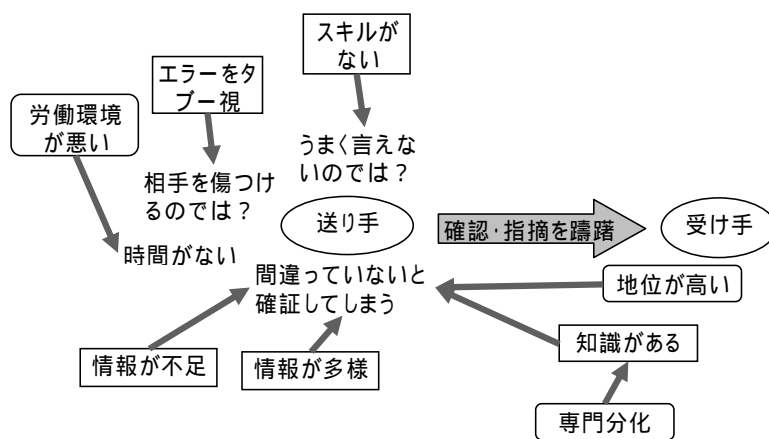 スキルが
ない
エラーをタ
ブー視
労働環境
が悪い
うまく言えな
いのでは？
相手を傷つけ
るのでは？
送り手
確認・指摘を躊躇
受け手
時間がない
間違っていないと
確証してしまう
地位が高い
情報が不足
情報が多様
知識がある
専門分化